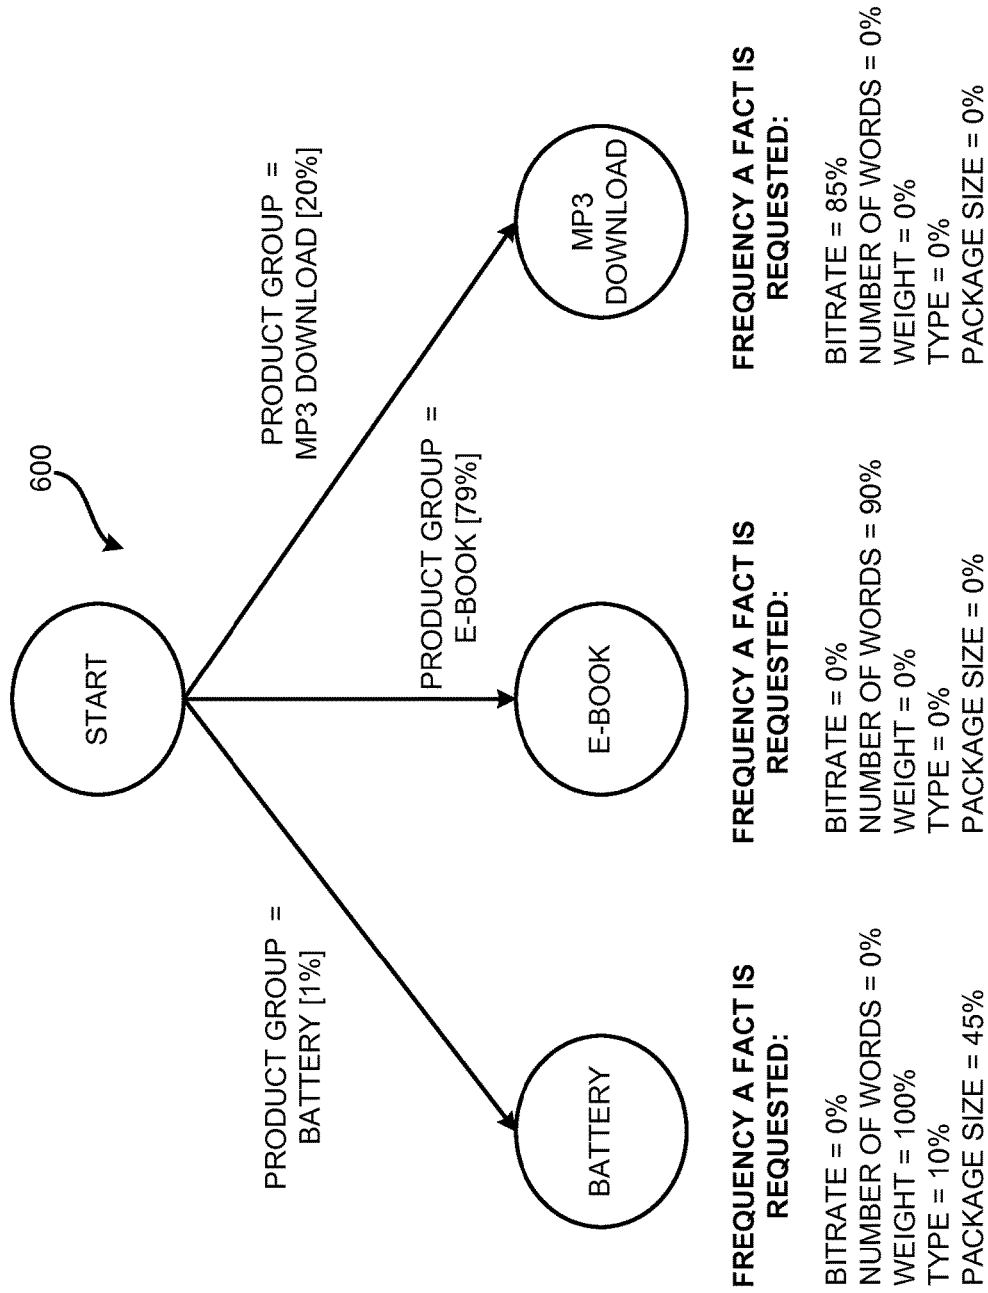 600
START
PRODUCT GROUP =
BATTERY [1%]
PRODUCT GROUP =
E-BOOK [79%]
PRODUCT GROUP =
MP3 DOWNLOAD [20%]
BATTERY
E-BOOK
MP3
DOWNLOAD
FREQUENCY A FACT IS
REQUESTED:
BITRATE = 0%
NUMBER OF WORDS = 0%
WEIGHT = 100%
TYPE = 10%
PACKAGE SIZE = 45%
FREQUENCY A FACT IS
REQUESTED:
BITRATE = 0%
NUMBER OF WORDS = 90%
WEIGHT = 0%
TYPE = 0%
PACKAGE SIZE = 0%
FREQUENCY A FACT IS
REQUESTED:
BITRATE = 85%
NUMBER OF WORDS = 0%
WEIGHT = 0%
TYPE = 0%
PACKAGE SIZE = 0%